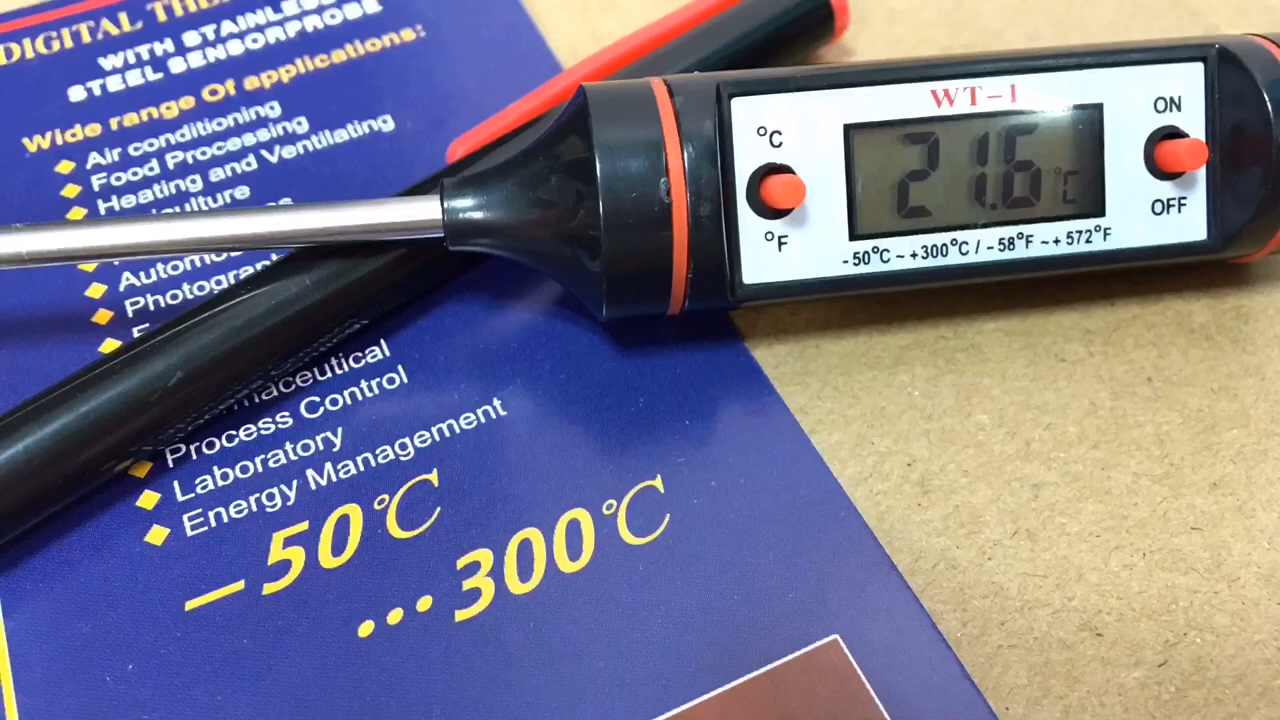 DIGITAL
WITH STAINLESS
STEEL SENSORPROBE
Wide range Of applications:
Air conditioning
Food Processing
Heating and Ventilating
Process Control
Laboratory
Energy Management
-50℃
...300℃
WT-1
°C
°F
21.6 ℃
ON
OFF
-50°C ~ +300°C / -58°F ~ + 572°F